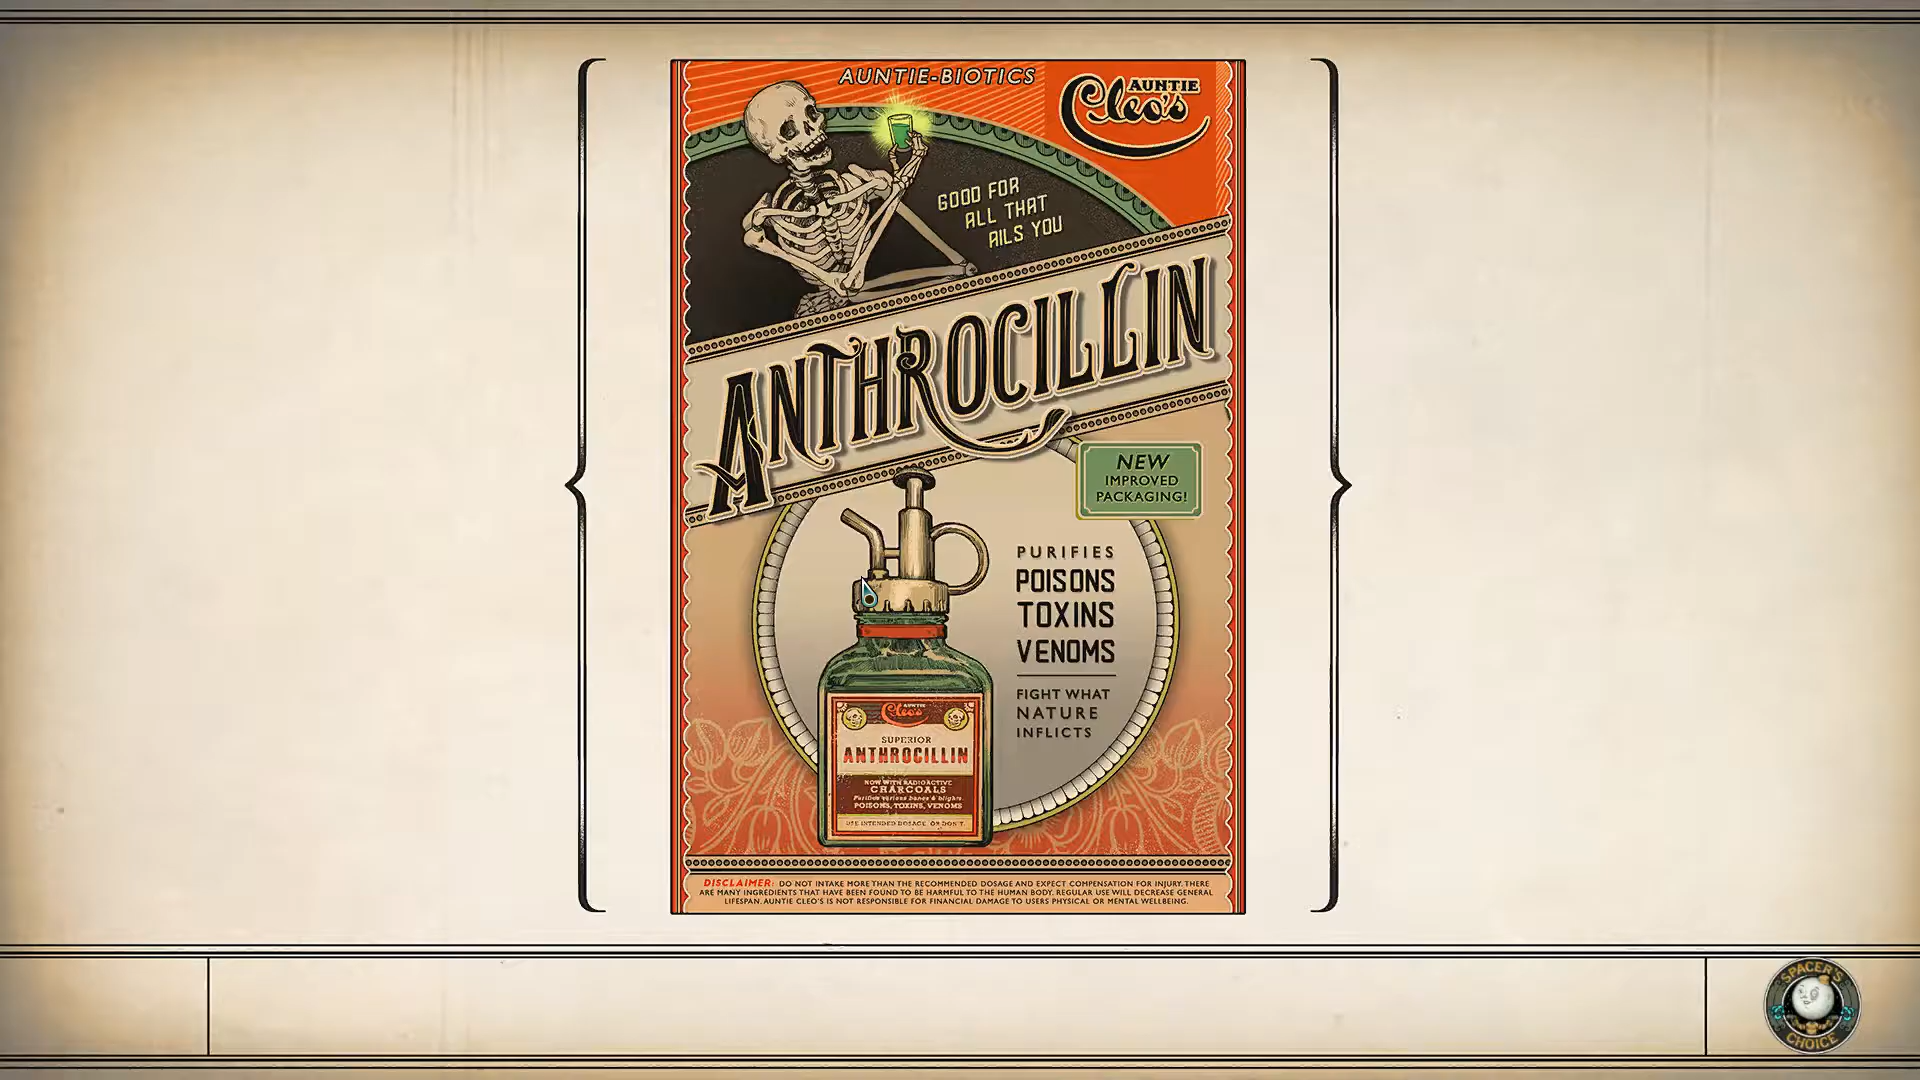 AUNTIE-BIOTICS
AUNTIE
Cleo's
GOOD FOR
ALL THAT
AILS YOU
ANTHROCILLIN
NEW
IMPROVED
PACKAGING!
PURIFIES
POISONS
TOXINS
VENOMS
FIGHT WHAT
NATURE
INFLICTS
AUNTIE
Cleo's
SUPERIOR
ANTHROCILLIN
NOW WITH RADIOACTIVE
CHARCOALS
Purifies various banes & blights.
POISONS, TOXINS, VENOMS
USE INTENDED DOSAGE. OR DON'T.
DISCLAIMER: DO NOT INTAKE MORE THAN THE RECOMMENDED DOSAGE AND EXPECT COMPENSATION FOR INJURY. THERE
ARE MANY INGREDIENTS THAT HAVE BEEN FOUND TO BE HARMFUL TO THE HUMAN BODY. REGULAR USE WILL DECREASE GENERAL
LIFESPAN. AUNTIE CLEO'S IS NOT RESPONSIBLE FOR FINANCIAL DAMAGE TO USERS PHYSICAL OR MENTAL WELLBEING.
SPACER'S
CHOICE